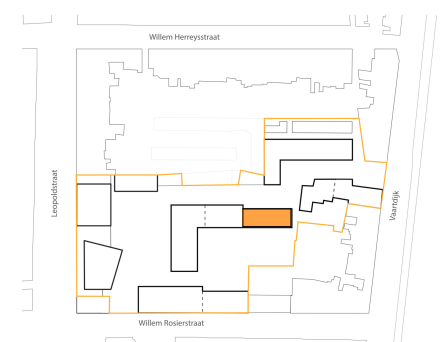 Willem Herreysstraat
Leopoldstraat
Vaartdijk
Willem Rosierstraat